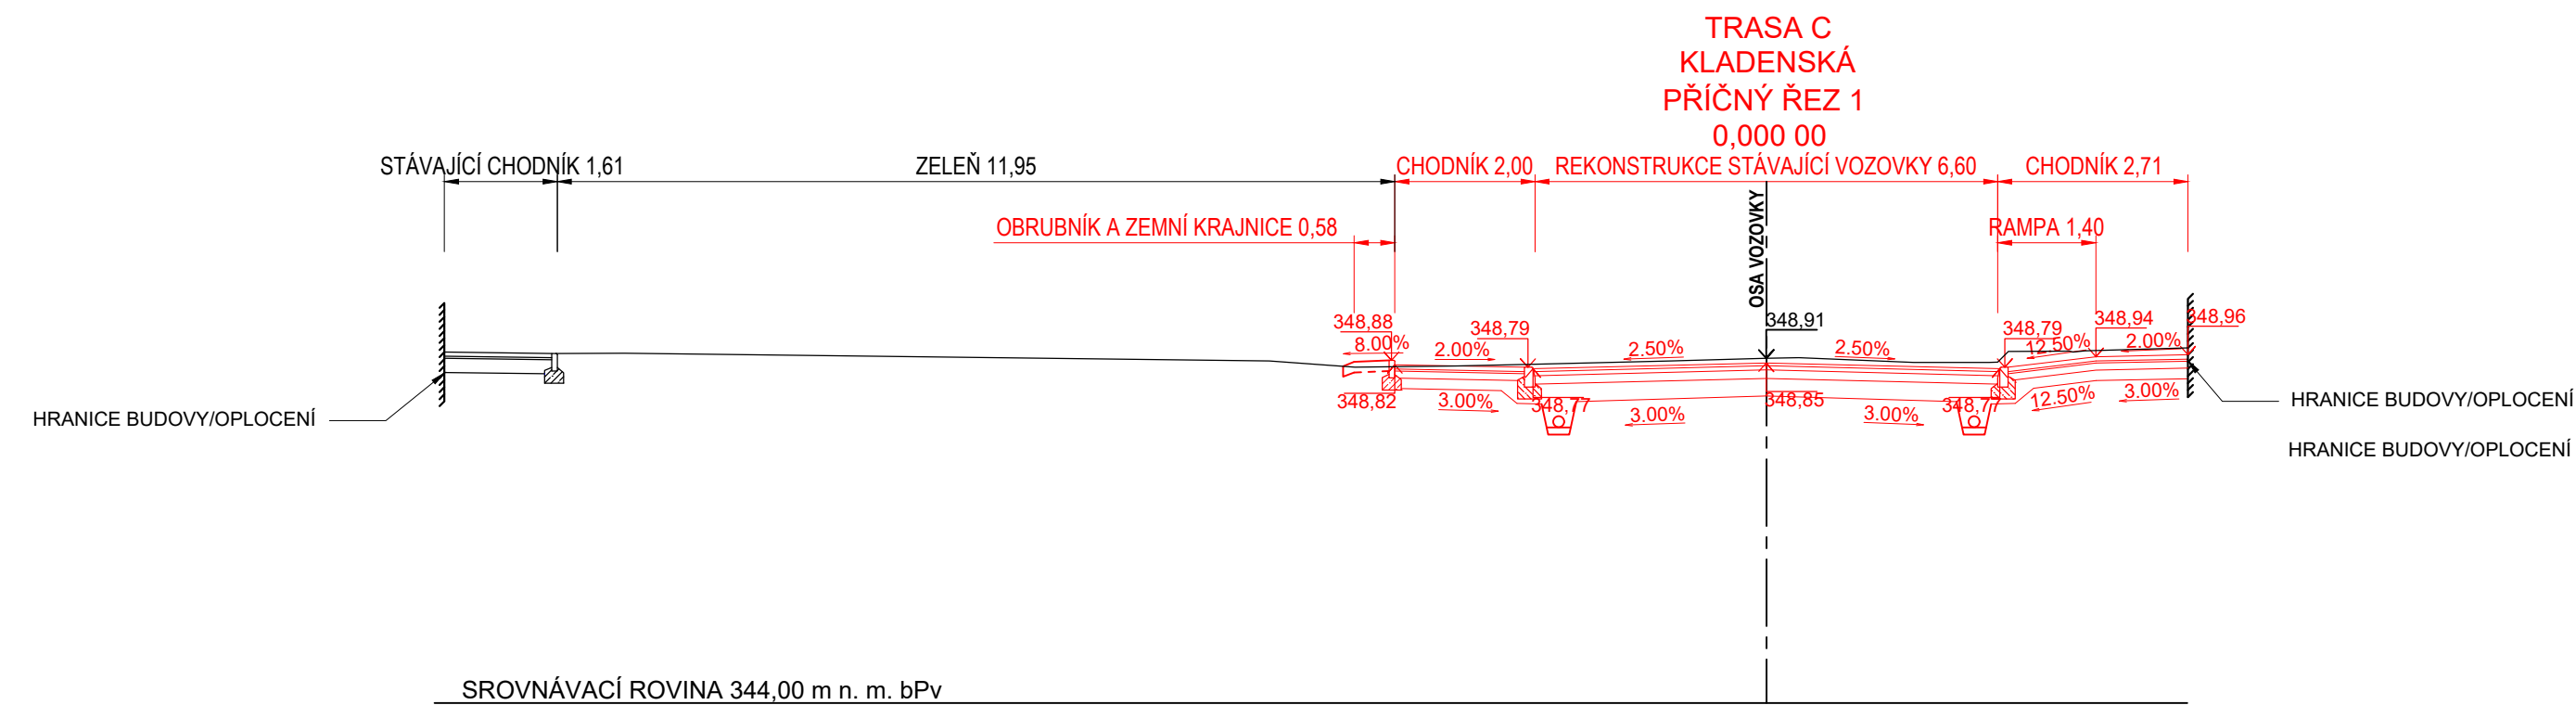 TRASA C
KLADENSKÁ
PŘÍČNÝ ŘEZ 1
0,000 00
STÁVAJÍCÍ CHODNÍK 1,61
ZELEŇ 11,95
CHODNÍK 2,00
REKONSTRUKCE STÁVAJÍCÍ VOZOVKY 6,60
CHODNÍK 2,71
OBRUBNÍK A ZEMNÍ KRAJNICE 0,58
OSA VOZOVKY
RAMPA 1,40
348,88
348,79
348,91
348,79
348,94
348,96
8.00%
2.00%
2.50%
2.50%
12.50%
2.00%
348,82
3.00%
348,77
3.00%
348,85
3.00%
348,77
12.50%
3.00%
HRANICE BUDOVY/OPLOCENÍ
HRANICE BUDOVY/OPLOCENÍ
HRANICE BUDOVY/OPLOCENÍ
SROVNÁVACÍ ROVINA 344,00 m n. m. bPv